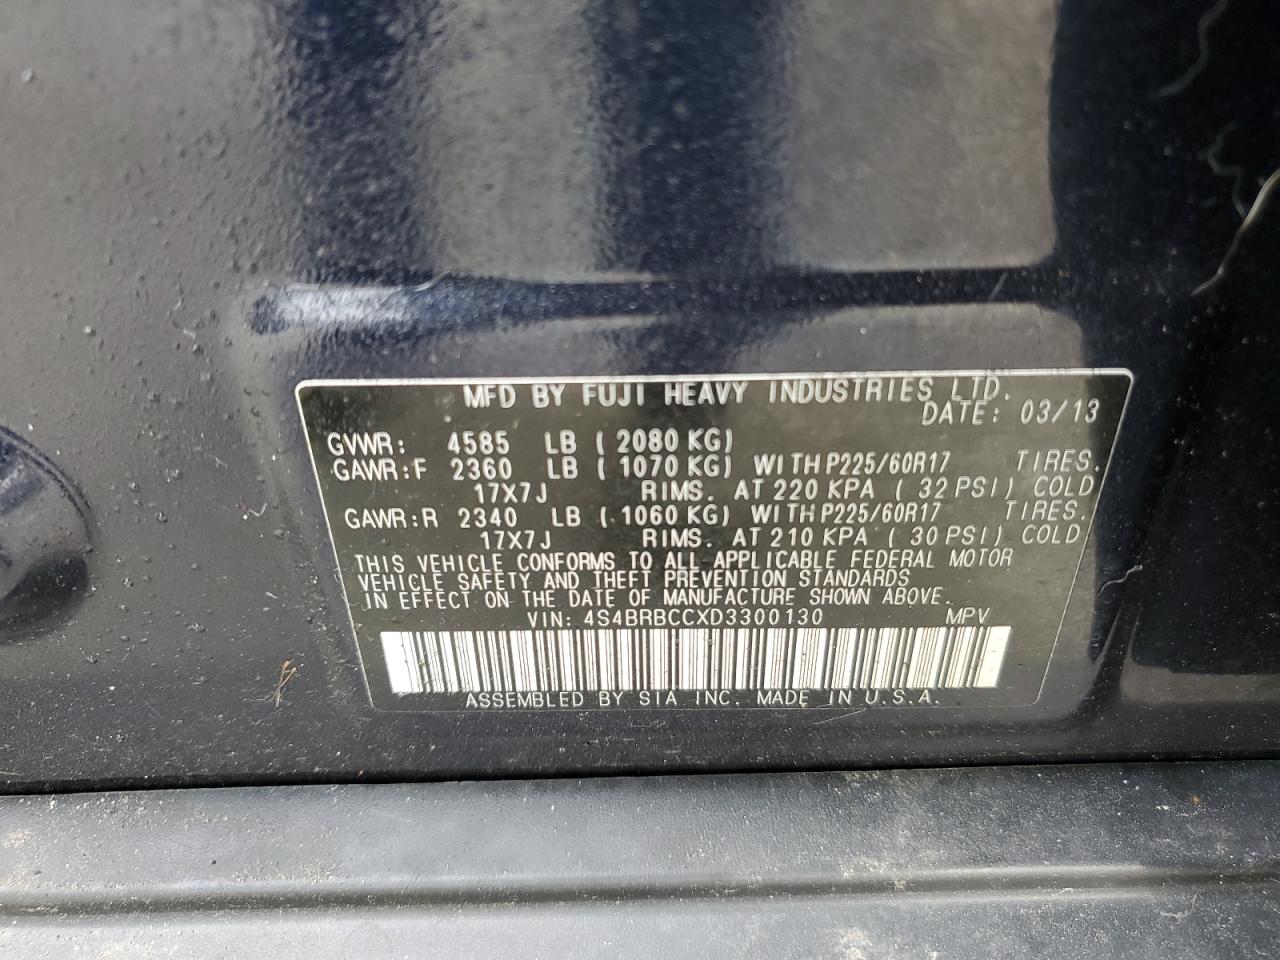 MFD BY FUJI HEAVY INDUSTRIES LTD.
DATE: 03/13
GVWR: 4585 LB ( 2080 KG)
GAWR:F 2360 LB ( 1070 KG) WITH P225/60R17 TIRES.
17X7J RIMS. AT 220 KPA ( 32 PSI) COLD
GAWR:R 2340 LB ( 1060 KG) WITH P225/60R17 TIRES.
17X7J RIMS. AT 210 KPA ( 30 PSI) COLD
THIS VEHICLE CONFORMS TO ALL APPLICABLE FEDERAL MOTOR
VEHICLE SAFETY AND THEFT PREVENTION STANDARDS
IN EFFECT ON THE DATE OF MANUFACTURE SHOWN ABOVE.
VIN: 4S4BRBCCXD3300130 MPV
ASSEMBLED BY SIA INC. MADE IN U.S.A.